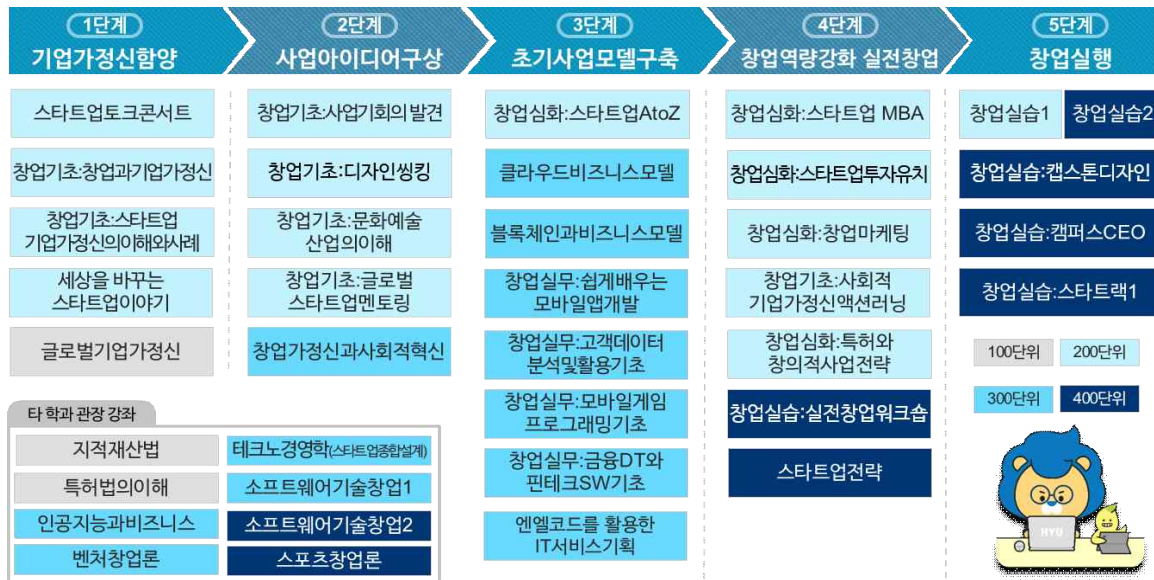 1단계
기업가정신함양
2단계
사업아이디어구상
3단계
초기사업모델구축
4단계
창업역량강화 실전창업
5단계
창업실행
스타트업토크콘서트
창업기초:창업과기업가정신
창업기초:스타트업
기업가정신의이해와사례
세상을 바꾸는
스타트업이야기
글로벌기업가정신
창업기초:사업기회의 발견
창업기초:디자인씽킹
창업기초:문화예술
산업의이해
창업기초:글로벌
스타트업멘토링
창업가정신과사회적혁신
창업심화:스타트업AtoZ
클라우드비즈니스모델
블록체인과비즈니스모델
창업실무:쉽게배우는
모바일앱개발
창업실무:고객데이터
분석및활용기초
창업실무:모바일게임
프로그래밍기초
창업실무:금융DT와
핀테크SW기초
엔엘코드를 활용한
IT서비스기획
창업심화:스타트업 MBA
창업심화:스타트업투자유치
창업심화:창업마케팅
창업기초:사회적
기업가정신액션러닝
창업심화:특허와
창의적사업전략
창업실습:실전창업워크숍
스타트업전략
창업실습1
창업실습2
창업실습:캡스톤디자인
창업실습:캠퍼스CEO
창업실습:스타트랙1
100단위
200단위
300단위
400단위
타 학과 관장 강좌
지적재산법
테크노경영학(스타트업종합설계)
특허법의이해
소프트웨어기술창업1
인공지능과비즈니스
소프트웨어기술창업2
벤처창업론
스포츠창업론
HYU